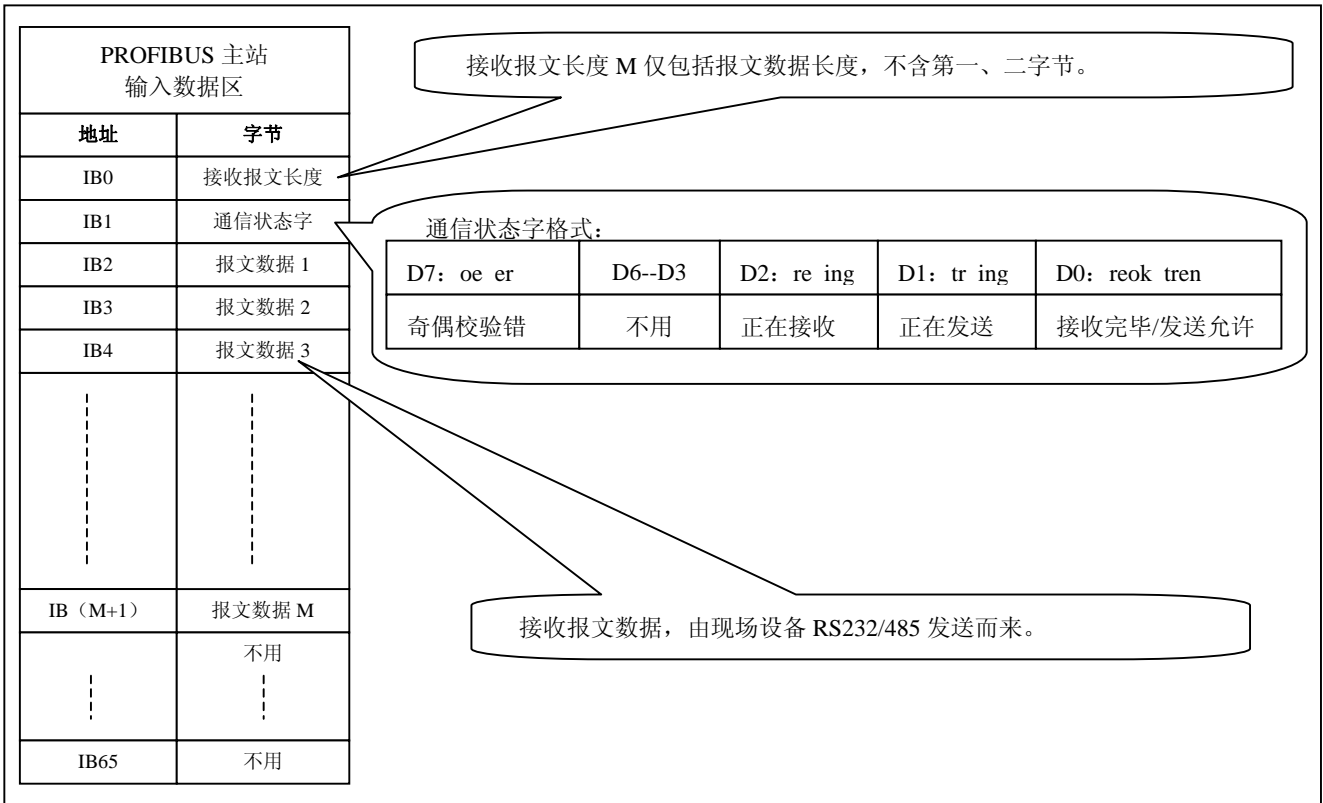 PROFIBUS 主站
输入数据区
地址 字节
IB0 接收报文长度
IB1 通信状态字
IB2 报文数据 1
IB3 报文数据 2
IB4 报文数据 3
IB（M+1） 报文数据 M
不用
IB65 不用
接收报文长度 M 仅包括报文数据长度，不含第一、二字节。
通信状态字格式：
D7：oe er D6--D3 D2：re ing D1：tr ing D0：reok tren
奇偶校验错 不用 正在接收 正在发送 接收完毕/发送允许
接收报文数据，由现场设备 RS232/485 发送而来。